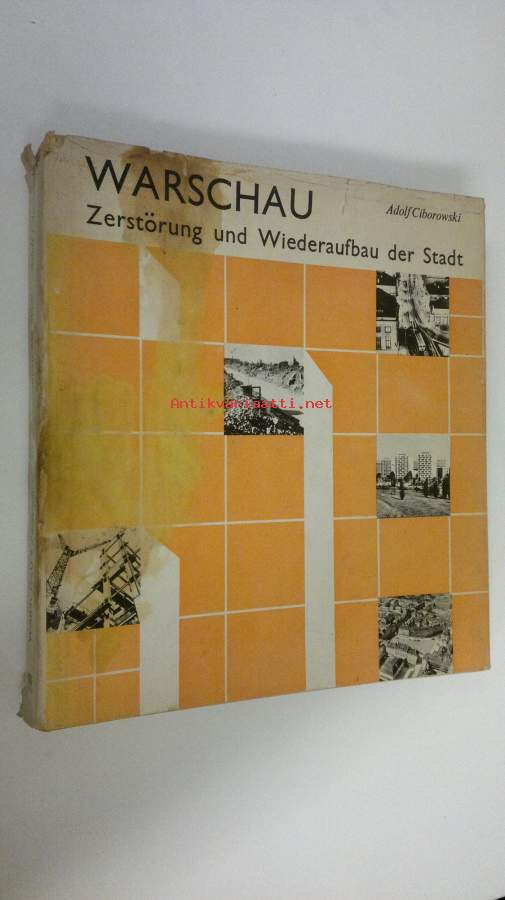 WARSCHAU
Adolf Ciborowski
Zerstörung und Wiederaufbau der Stadt
Antikvariaatti.net